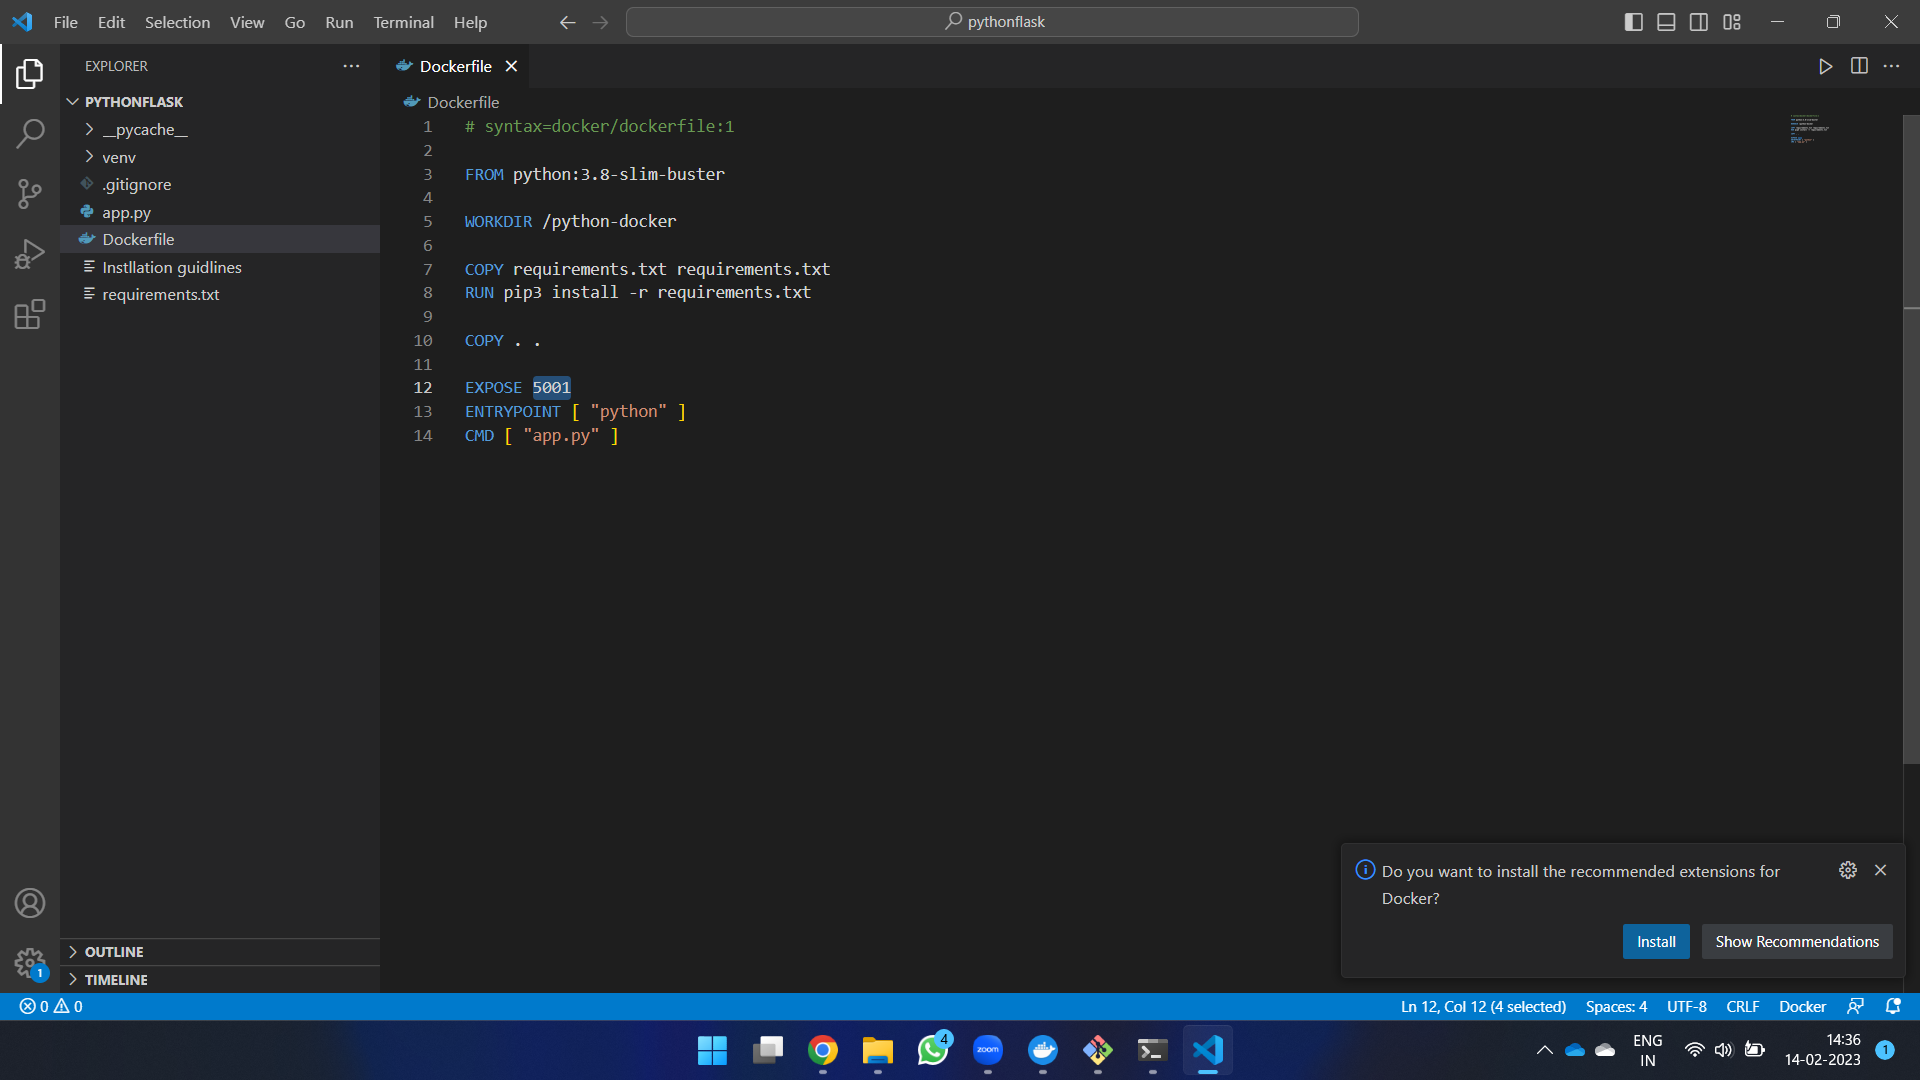 File Edit Selection View Go Run Terminal Help
pythonflask
EXPLORER
PYTHONFLASK
__pycache__
venv
.gitignore
app.py
Dockerfile
Instllation guidlines
requirements.txt
OUTLINE
TIMELINE
Dockerfile
Dockerfile
1 # syntax=docker/dockerfile:1
2
3 FROM python:3.8-slim-buster
4
5 WORKDIR /python-docker
6
7 COPY requirements.txt requirements.txt
8 RUN pip3 install -r requirements.txt
9
10 COPY . .
11
12 EXPOSE 5001
13 ENTRYPOINT [ "python" ]
14 CMD [ "app.py" ]
Do you want to install the recommended extensions for
Docker?
Install Show Recommendations
1
0 0 Ln 12, Col 12 (4 selected) Spaces: 4 UTF-8 CRLF Docker
4
zoom
ENG
IN
14:36
14-02-2023
1